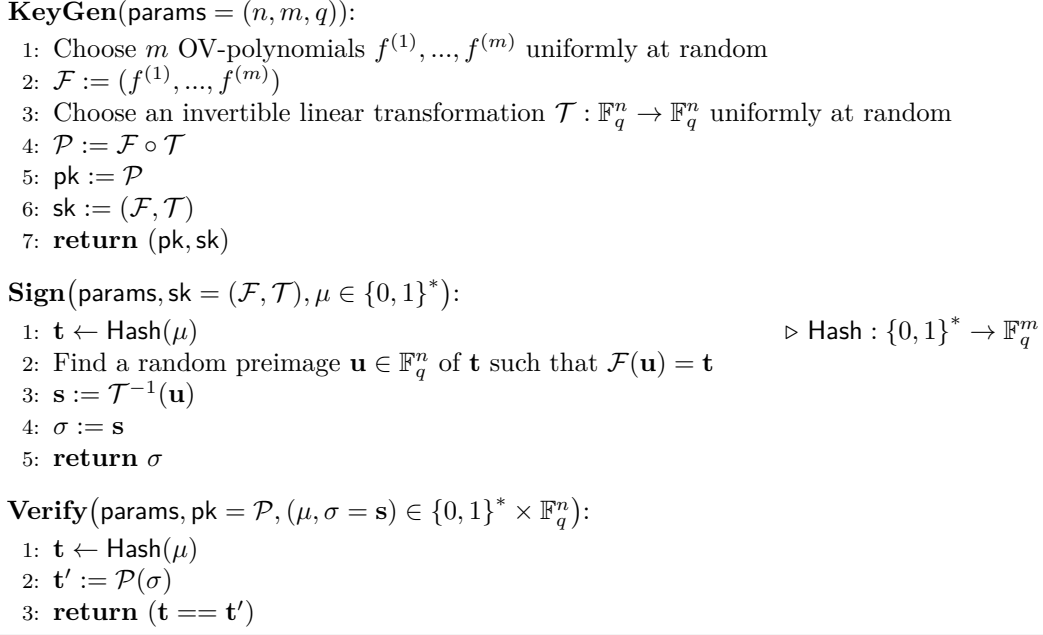 KeyGen(params = (n, m, q)):
1: Choose m OV-polynomials f⁽¹⁾, ..., f⁽ᵐ⁾ uniformly at random
2: ℱ := (f⁽¹⁾, ..., f⁽ᵐ⁾)
3: Choose an invertible linear transformation 𝒯 : 𝔽_q^n → 𝔽_q^n uniformly at random
4: 𝒫 := ℱ ∘ 𝒯
5: pk := 𝒫
6: sk := (ℱ, 𝒯)
7: return (pk, sk)
Sign(params, sk = (ℱ, 𝒯), μ ∈ {0, 1}*):
1: t ← Hash(μ) ▷ Hash : {0, 1}* → 𝔽_q^m
2: Find a random preimage u ∈ 𝔽_q^n of t such that ℱ(u) = t
3: s := 𝒯⁻¹(u)
4: σ := s
5: return σ
Verify(params, pk = 𝒫, (μ, σ = s) ∈ {0, 1}* × 𝔽_q^n):
1: t ← Hash(μ)
2: t′ := 𝒫(σ)
3: return (t == t′)